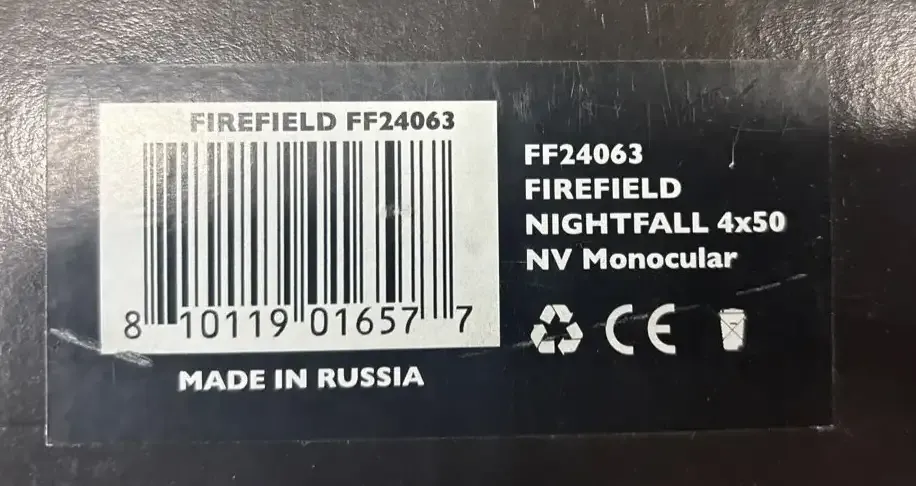 FIREFIELD FF24063
8 10119 01657 7
MADE IN RUSSIA
FF24063
FIREFIELD
NIGHTFALL 4x50
NV Monocular
CE